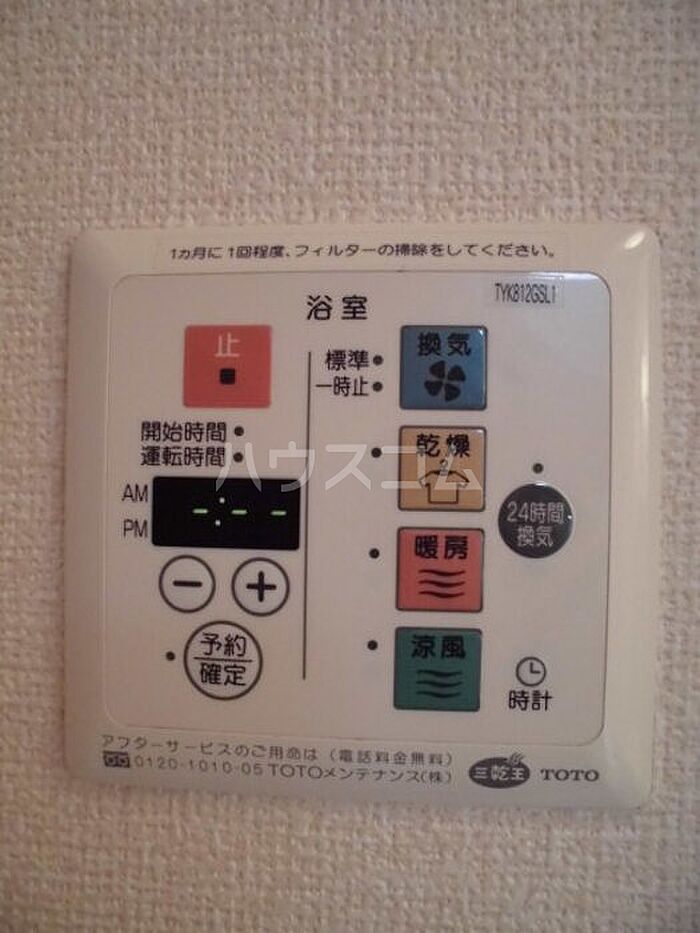 1ヵ月に1回程度、フィルターの掃除をしてください。
TYK812GSL1
浴室
止
標準
一時止
換気
開始時間
運転時間
乾燥
AM
PM
-:- - -
24時間
換気
暖房
− +
予約
確定
涼風
時計
アフターサービスのご用命は(電話料金無料)
0120-1010-05 TOTOメンテナンス(株)
三乾王 TOTO
ハウスコム